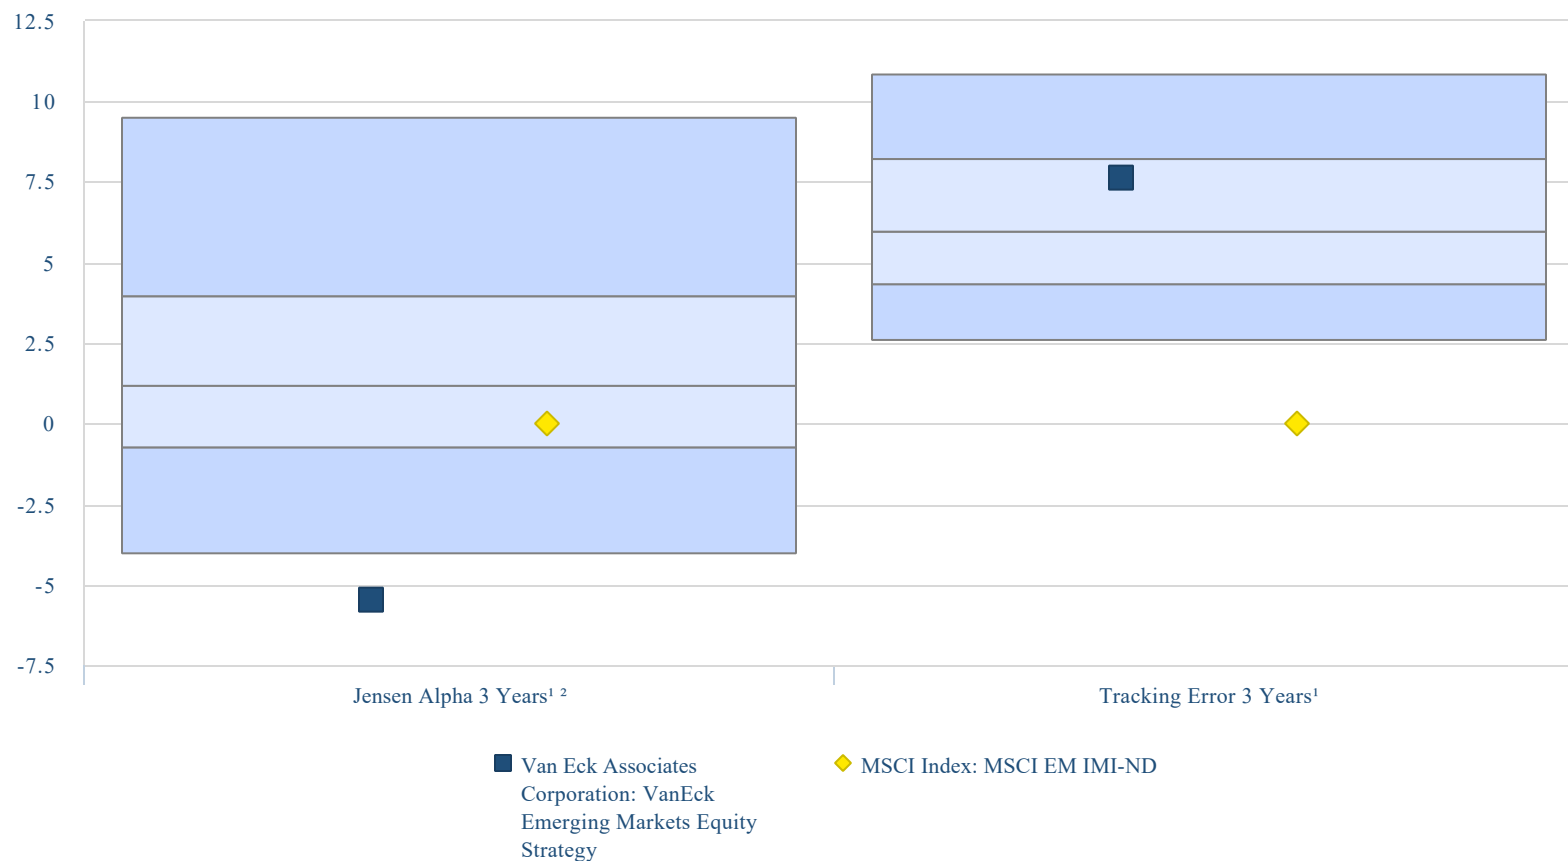 12.5
10
7.5
5
2.5
0
-2.5
-5
-7.5
Jensen Alpha 3 Years¹ ²
Tracking Error 3 Years¹
Van Eck Associates
Corporation: VanEck
Emerging Markets Equity
Strategy
MSCI Index: MSCI EM IMI-ND